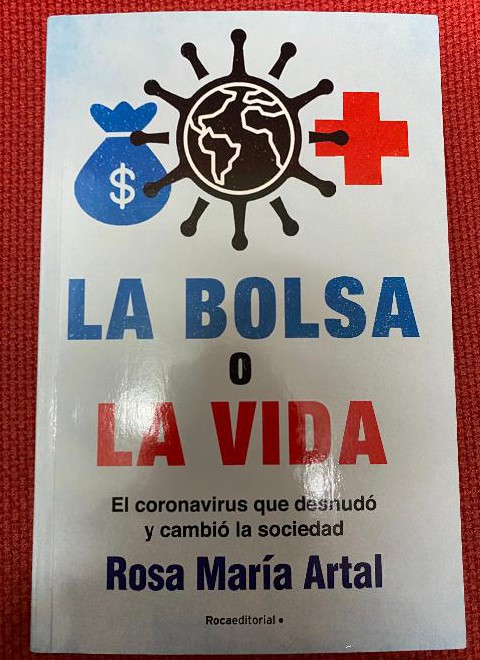 $
LA BOLSA
O
LA VIDA
El coronavirus que desnudó
y cambió la sociedad
Rosa María Artal
Rocaeditorial